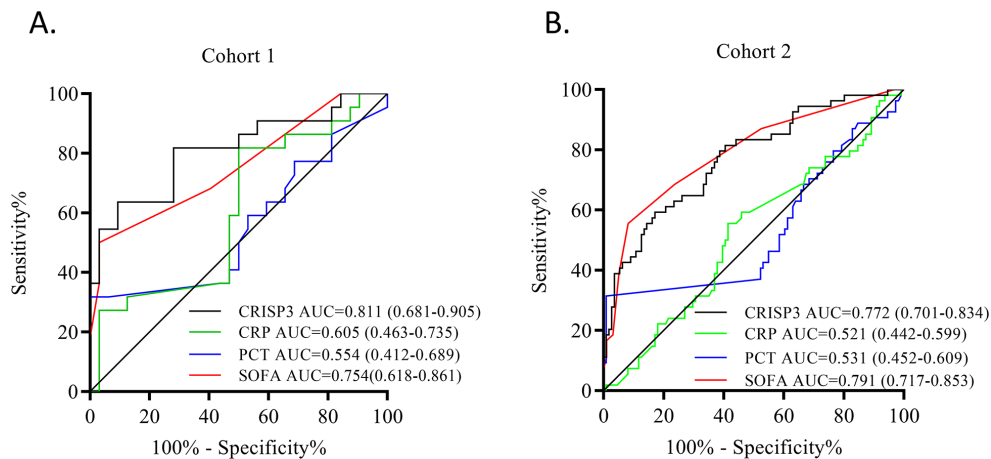 A.
Cohort 1
100
80
60
40
20
0
Sensitivity%
CRISP3 AUC=0.811 (0.681-0.905)
CRP AUC=0.605 (0.463-0.735)
PCT AUC=0.554 (0.412-0.689)
SOFA AUC=0.754(0.618-0.861)
0 20 40 60 80 100
100% - Specificity%
B.
Cohort 2
100
80
60
40
20
0
Sensitivity%
CRISP3 AUC=0.772 (0.701-0.834)
CRP AUC=0.521 (0.442-0.599)
PCT AUC=0.531 (0.452-0.609)
SOFA AUC=0.791 (0.717-0.853)
0 20 40 60 80 100
100% - Specificity%